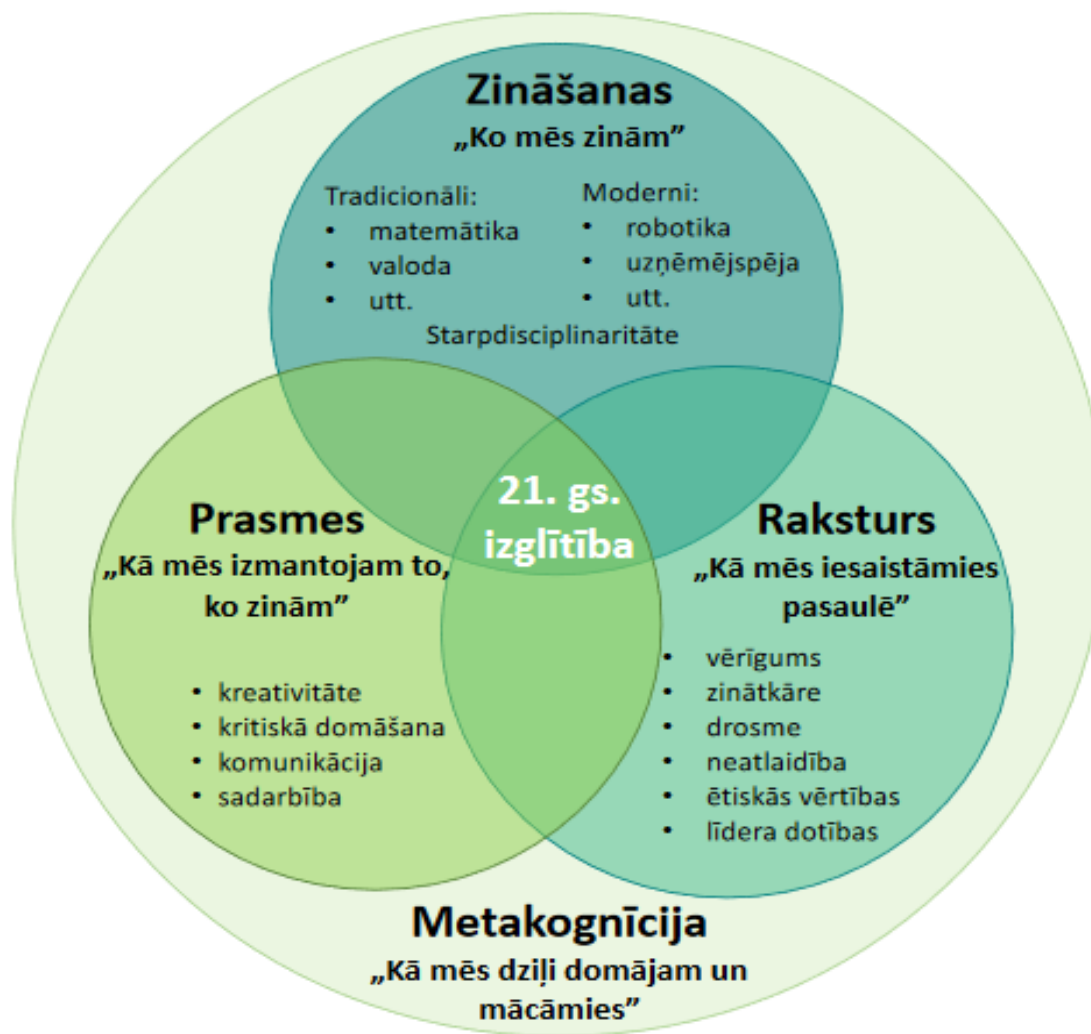 Zināšanas
„Ko mēs zinām”
Tradicionāli:
• matemātika
• valoda
• utt.
Moderni:
• robotika
• uzņēmējspēja
• utt.
Starpdisciplinaritāte
21. gs.
izglītība
Prasmes
„Kā mēs izmantojam to,
ko zinām”
• kreativitāte
• kritiskā domāšana
• komunikācija
• sadarbība
Raksturs
„Kā mēs iesaistāmies
pasaulē”
• vērīgums
• zinātkāre
• drosme
• neatlaidība
• ētiskās vērtības
• līdera dotības
Metakognīcija
„Kā mēs dziļi domājam un
mācāmies”